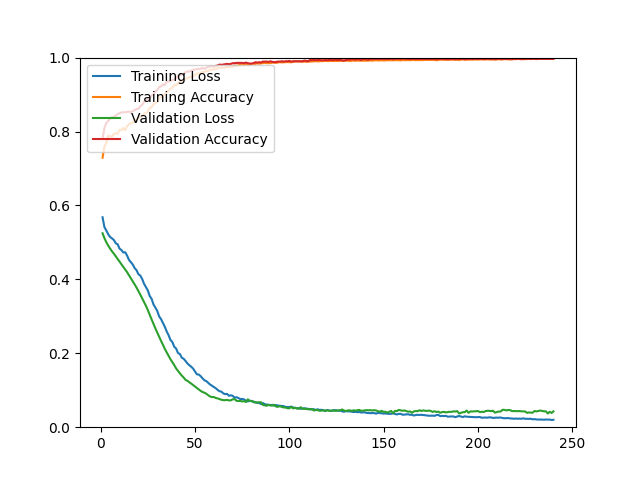 1.0
0.8
0.6
0.4
0.2
0.0
Training Loss
Training Accuracy
Validation Loss
Validation Accuracy
0 50 100 150 200 250